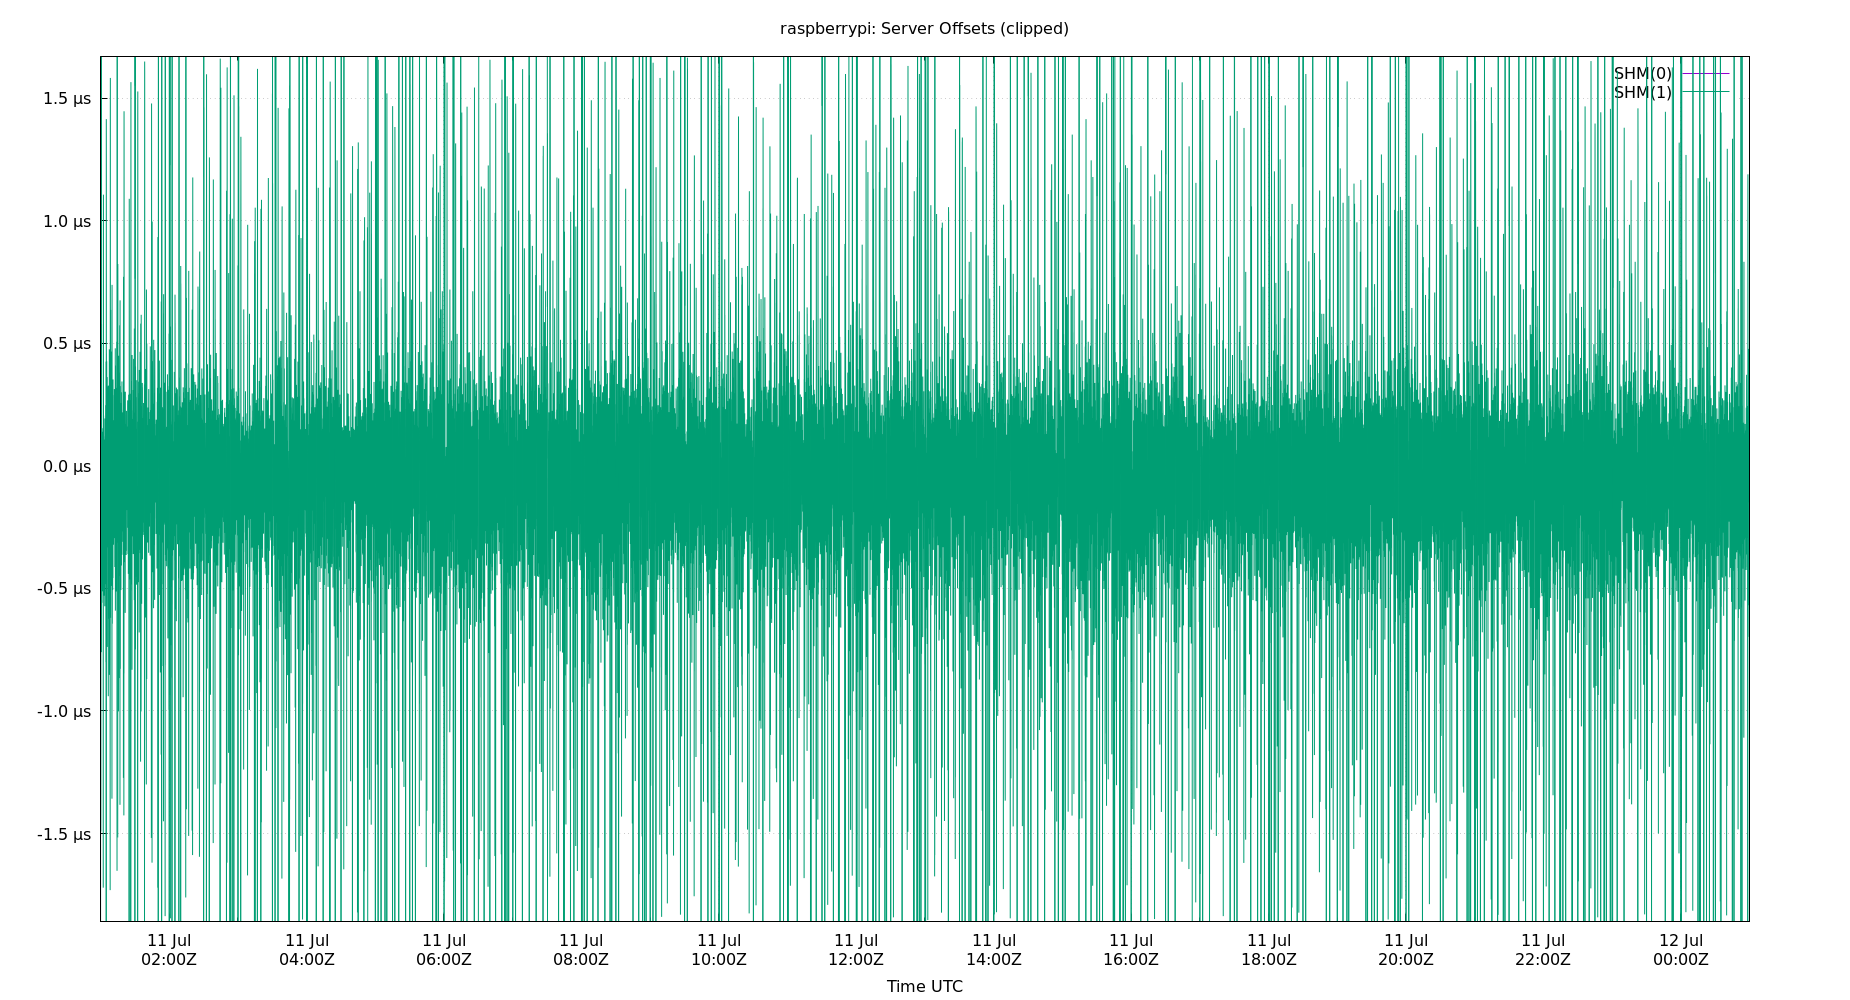 raspberrypi: Server Offsets (clipped)
SHM(0)
SHM(1)
1.5 µs
1.0 µs
0.5 µs
0.0 µs
-0.5 µs
-1.0 µs
-1.5 µs
11 Jul 11 Jul 11 Jul 11 Jul 11 Jul 11 Jul 11 Jul 11 Jul 11 Jul 11 Jul 11 Jul 12 Jul
02:00Z 04:00Z 06:00Z 08:00Z 10:00Z 12:00Z 14:00Z 16:00Z 18:00Z 20:00Z 22:00Z 00:00Z
Time UTC